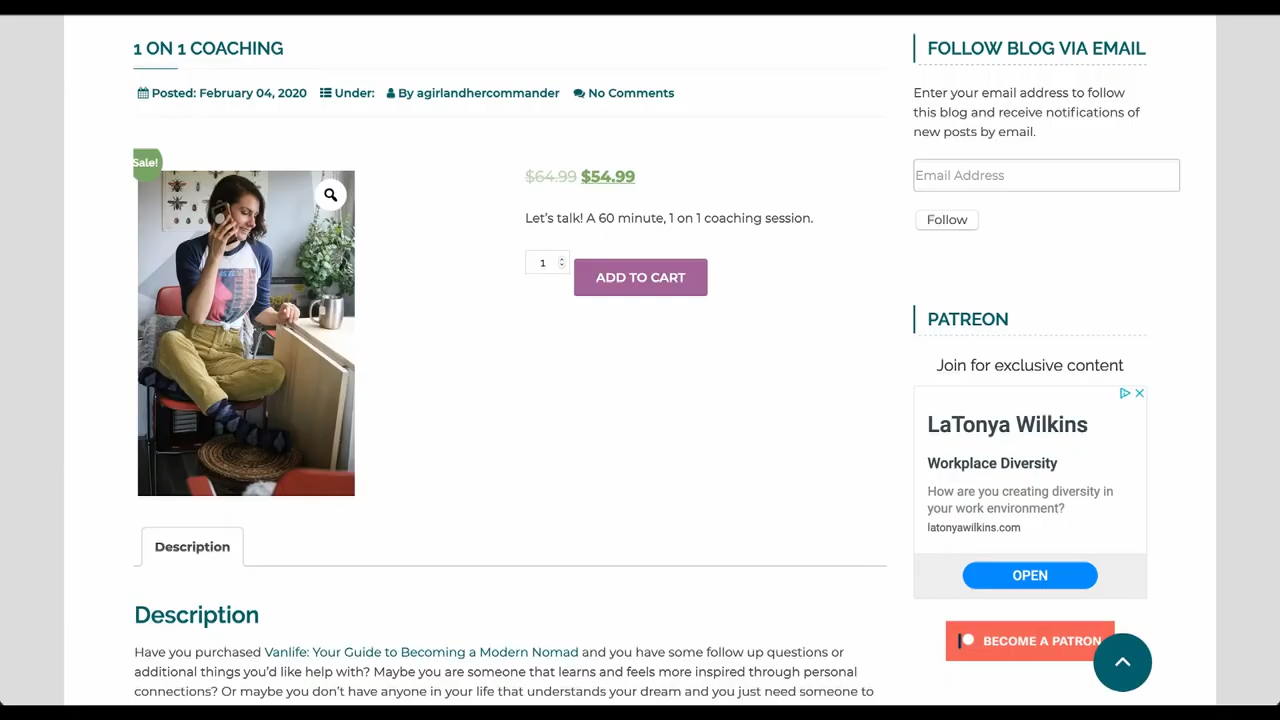 1 ON 1 COACHING
Posted: February 04, 2020 Under: By agirlandhercommander No Comments
Sale!
$64.99 $54.99
Let's talk! A 60 minute, 1 on 1 coaching session.
1
ADD TO CART
Description
Description
Have you purchased Vanlife: Your Guide to Becoming a Modern Nomad and you have some follow up questions or
additional things you'd like help with? Maybe you are someone that learns and feels more inspired through personal
connections? Or maybe you don't have anyone in your life that understands your dream and you just need someone to
FOLLOW BLOG VIA EMAIL
Enter your email address to follow
this blog and receive notifications of
new posts by email.
Email Address
Follow
PATREON
Join for exclusive content
LaTonya Wilkins
Workplace Diversity
How are you creating diversity in
your work environment?
latonyawilkins.com
OPEN
BECOME A PATRON